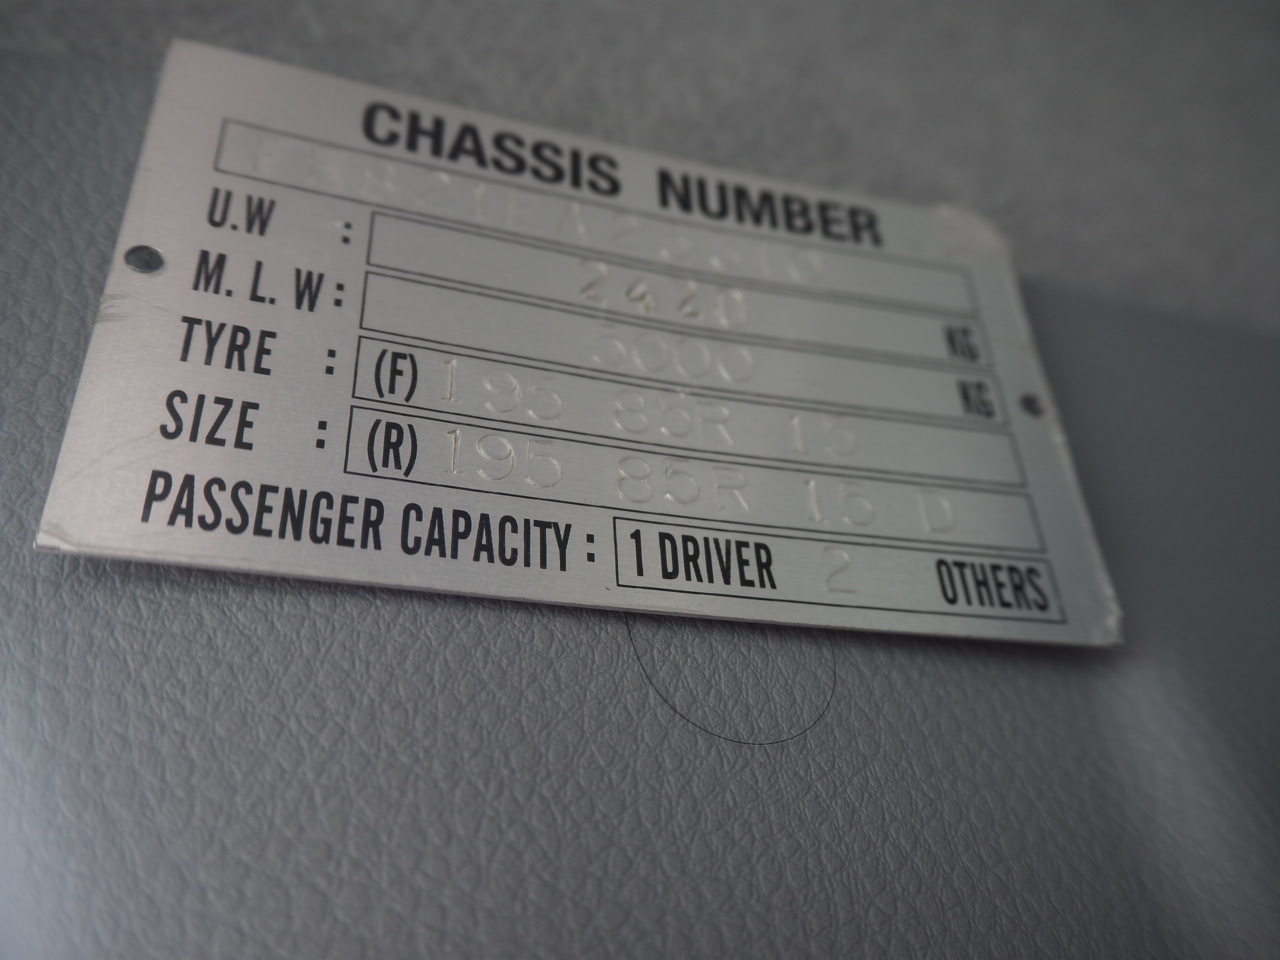 CHASSIS NUMBER
U.W : 2420 KG
M. L. W : 5000 KG
TYRE : (F) 195 85R 15
SIZE : (R) 195 85R 15 D
PASSENGER CAPACITY : 1 DRIVER 2 OTHERS